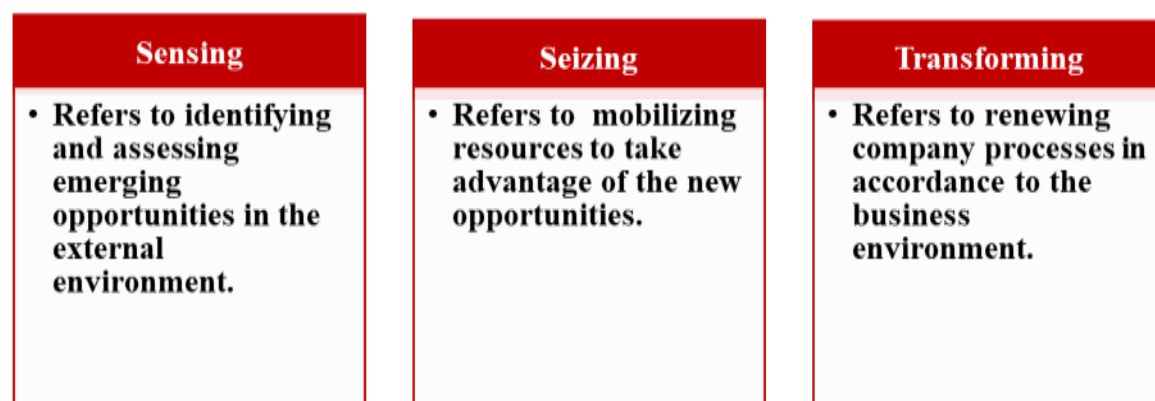 Sensing
• Refers to identifying
and assessing
emerging
opportunities in the
external
environment.
Seizing
• Refers to mobilizing
resources to take
advantage of the new
opportunities.
Transforming
• Refers to renewing
company processes in
accordance to the
business
environment.